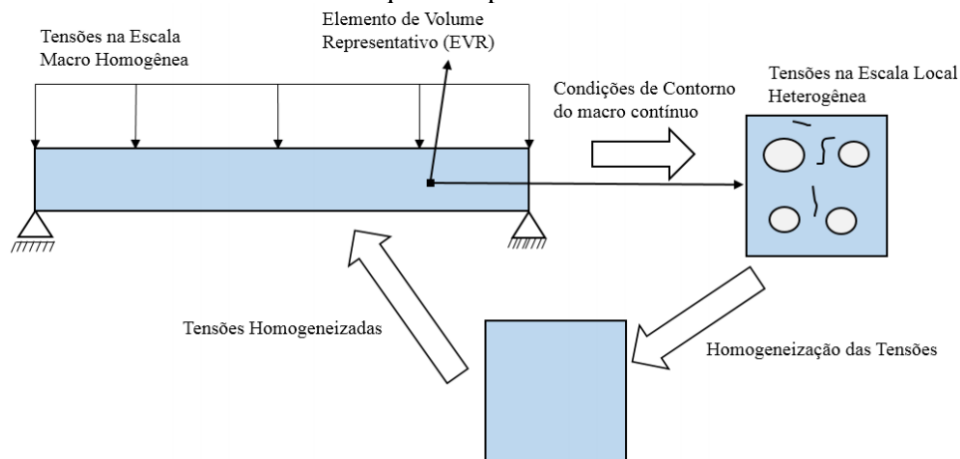 Elemento de Volume
Representativo (EVR)
Tensões na Escala
Macro Homogênea
Condições de Contorno
do macro contínuo
Tensões na Escala Local
Heterogênea
Tensões Homogeneizadas
Homogeneização das Tensões